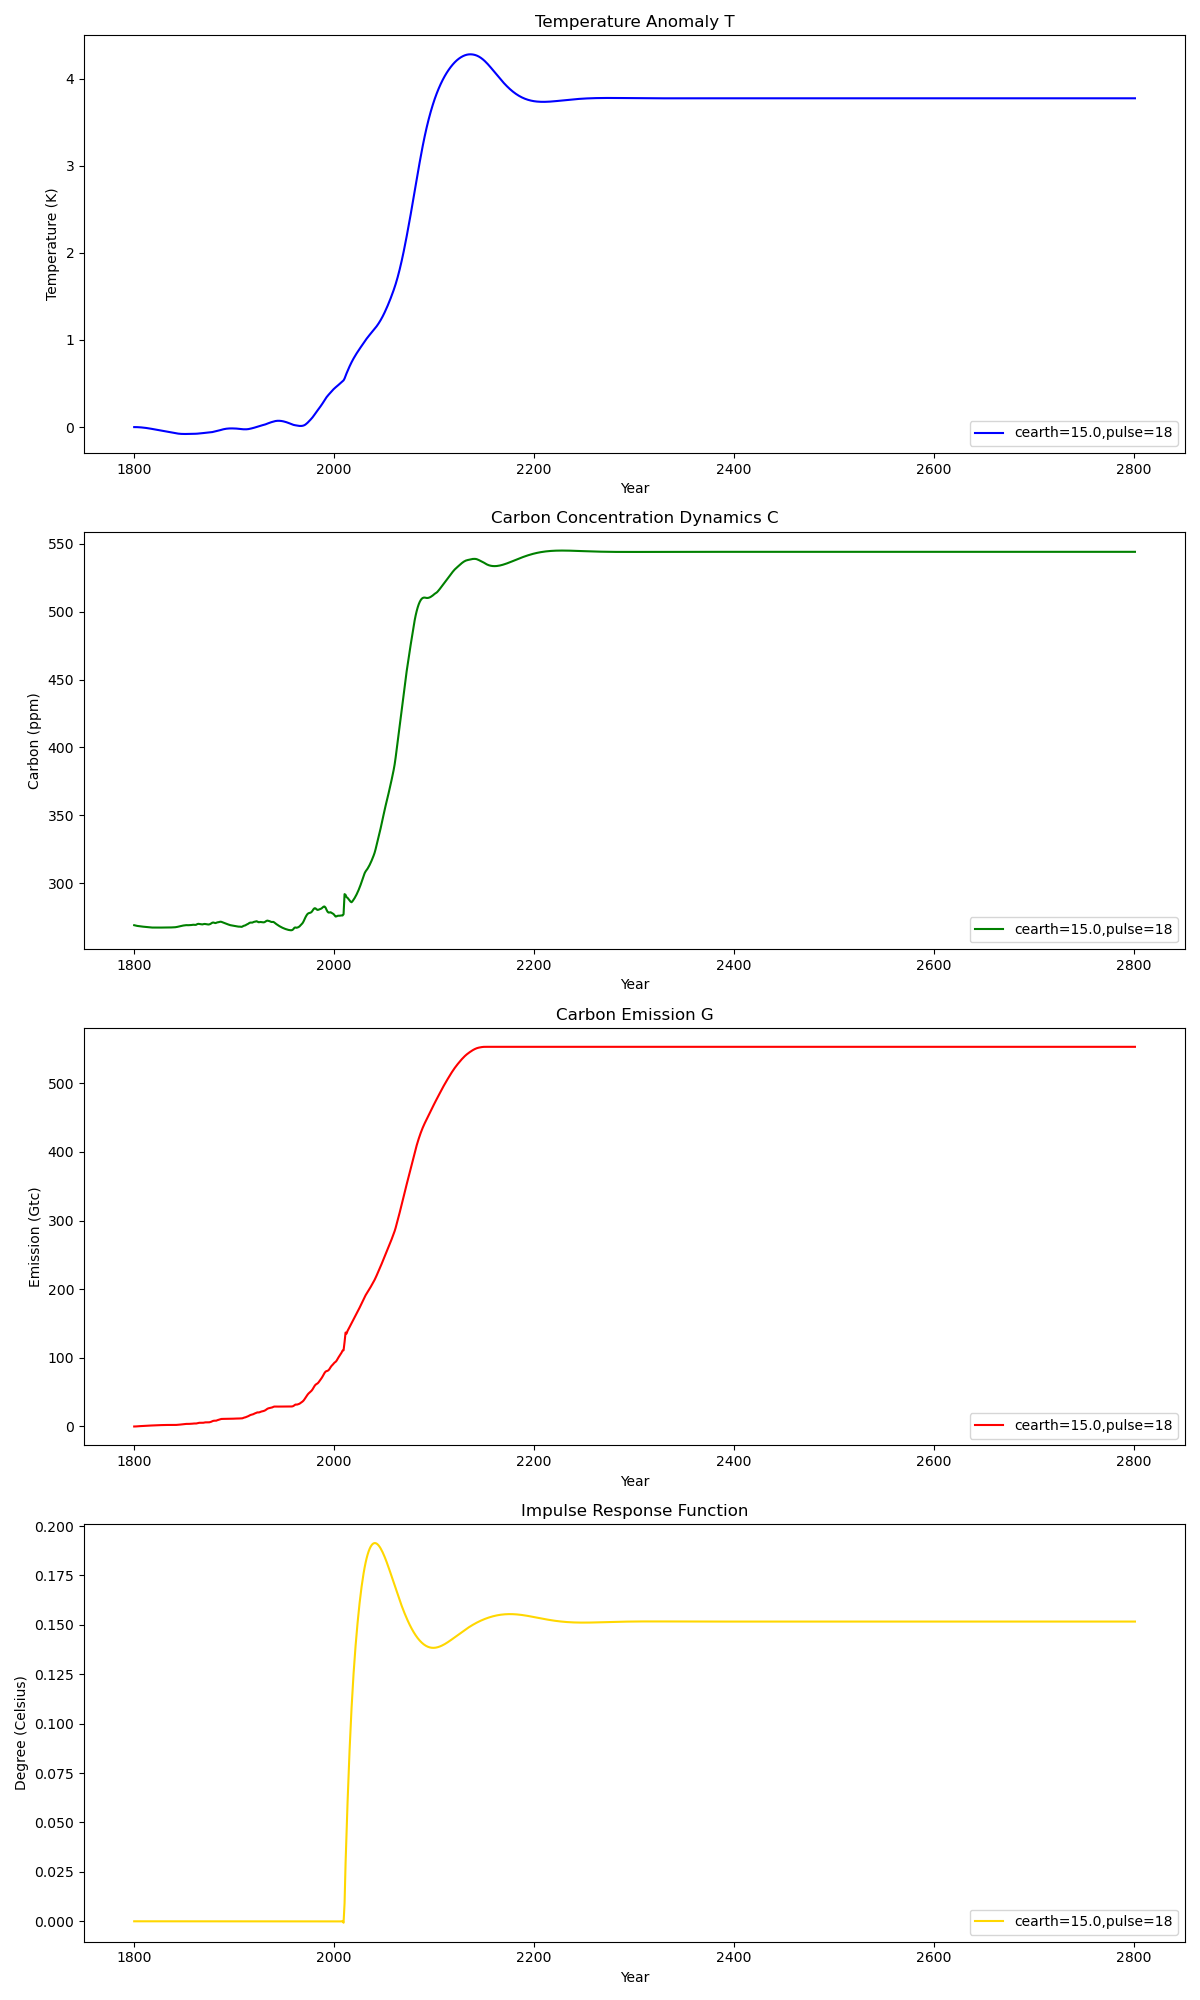 Temperature Anomaly T
4
3
2
1
0
Temperature (K)
cearth=15.0,pulse=18
1800 2000 2200 2400 2600 2800
Year
Carbon Concentration Dynamics C
550
500
450
400
350
300
Carbon (ppm)
cearth=15.0,pulse=18
1800 2000 2200 2400 2600 2800
Year
Carbon Emission G
500
400
300
200
100
0
Emission (Gtc)
cearth=15.0,pulse=18
1800 2000 2200 2400 2600 2800
Year
Impulse Response Function
0.200
0.175
0.150
0.125
0.100
0.075
0.050
0.025
0.000
Degree (Celsius)
cearth=15.0,pulse=18
1800 2000 2200 2400 2600 2800
Year